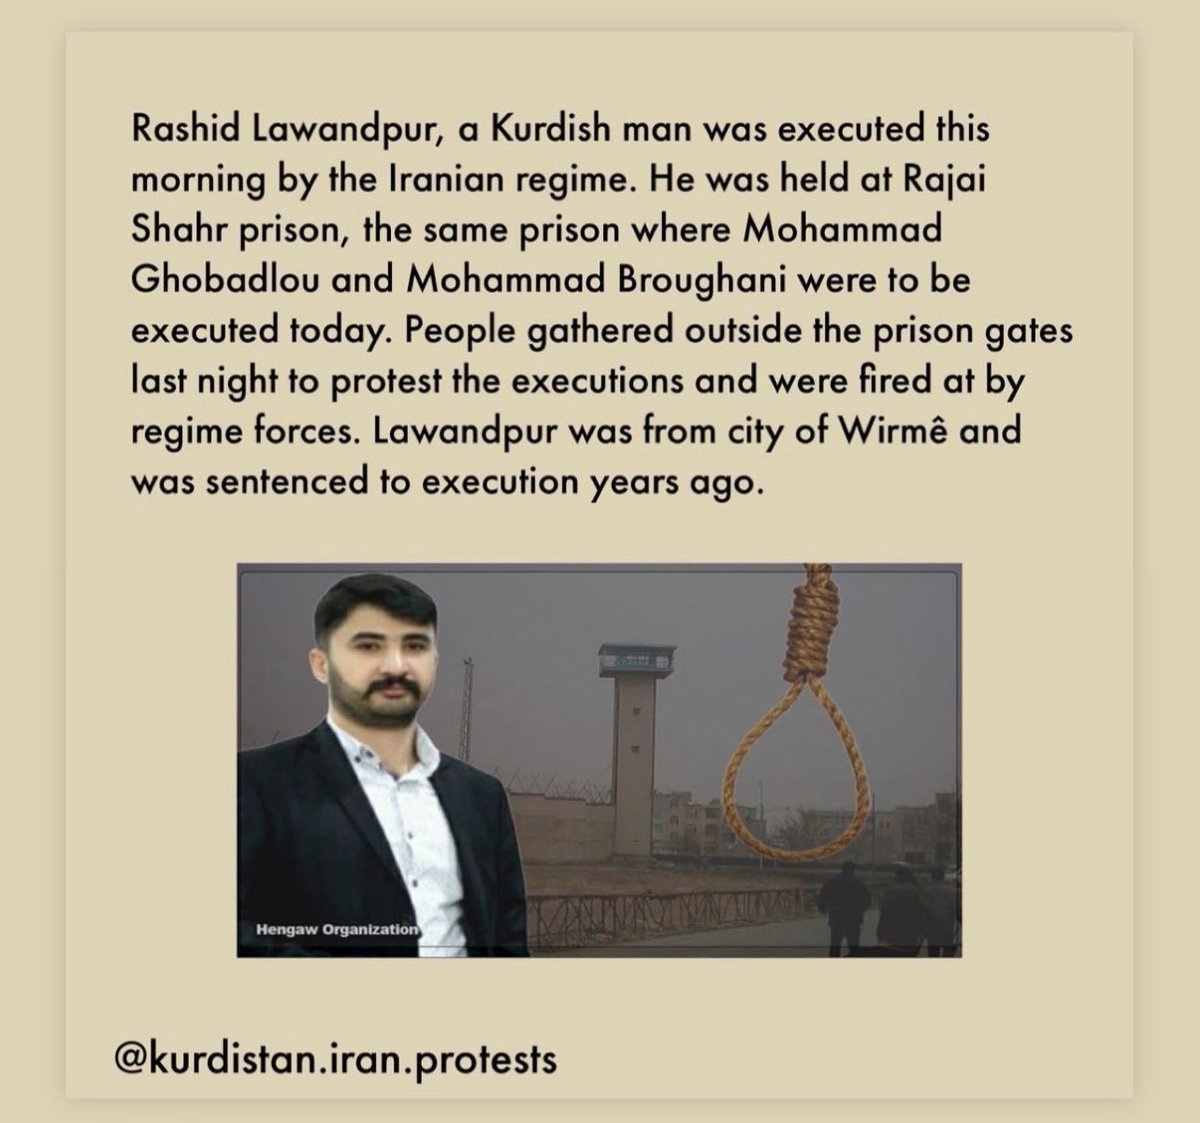 Rashid Lawandpur, a Kurdish man was executed this
morning by the Iranian regime. He was held at Rajai
Shahr prison, the same prison where Mohammad
Ghobadlou and Mohammad Broughani were to be
executed today. People gathered outside the prison gates
last night to protest the executions and were fired at by
regime forces. Lawandpur was from city of Wirmê and
was sentenced to execution years ago.
Hengaw Organization
@kurdistan.iran.protests